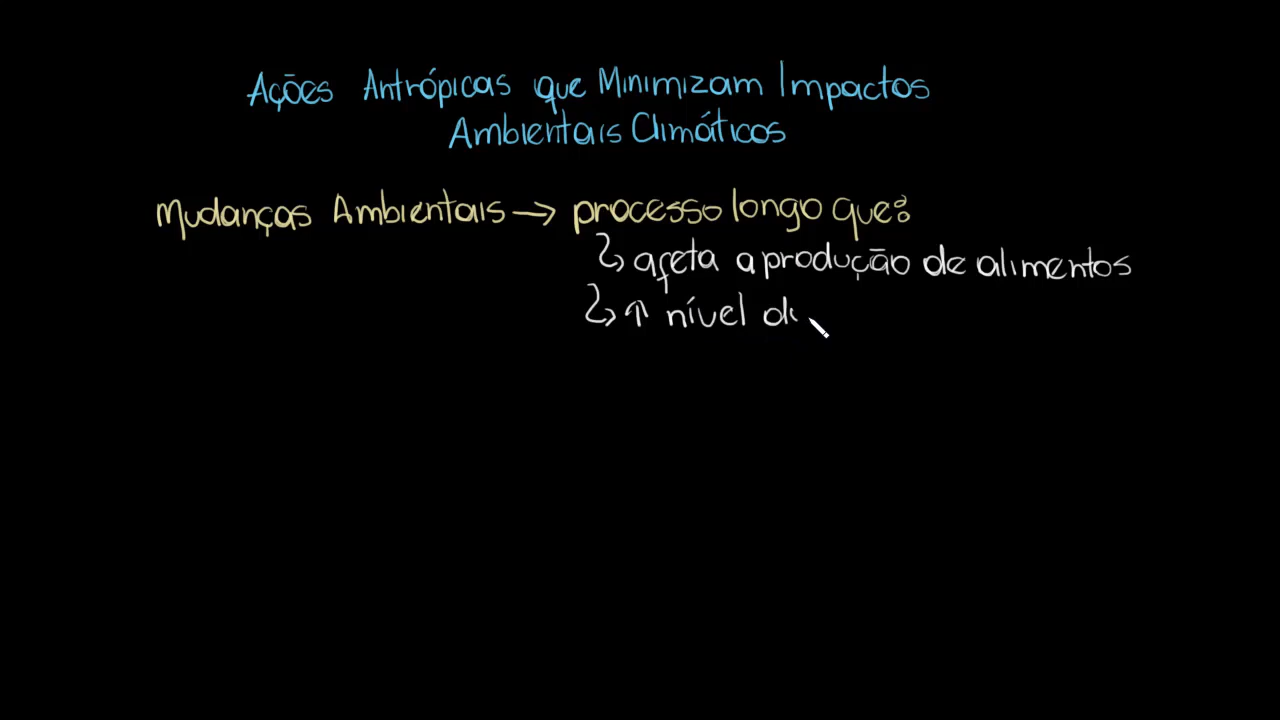 Ações Antrópicas que Minimizam Impactos
Ambientais Climáticos
Mudanças Ambientais → processo longo que:
↳ afeta a produção de alimentos
↳ ↑ nível